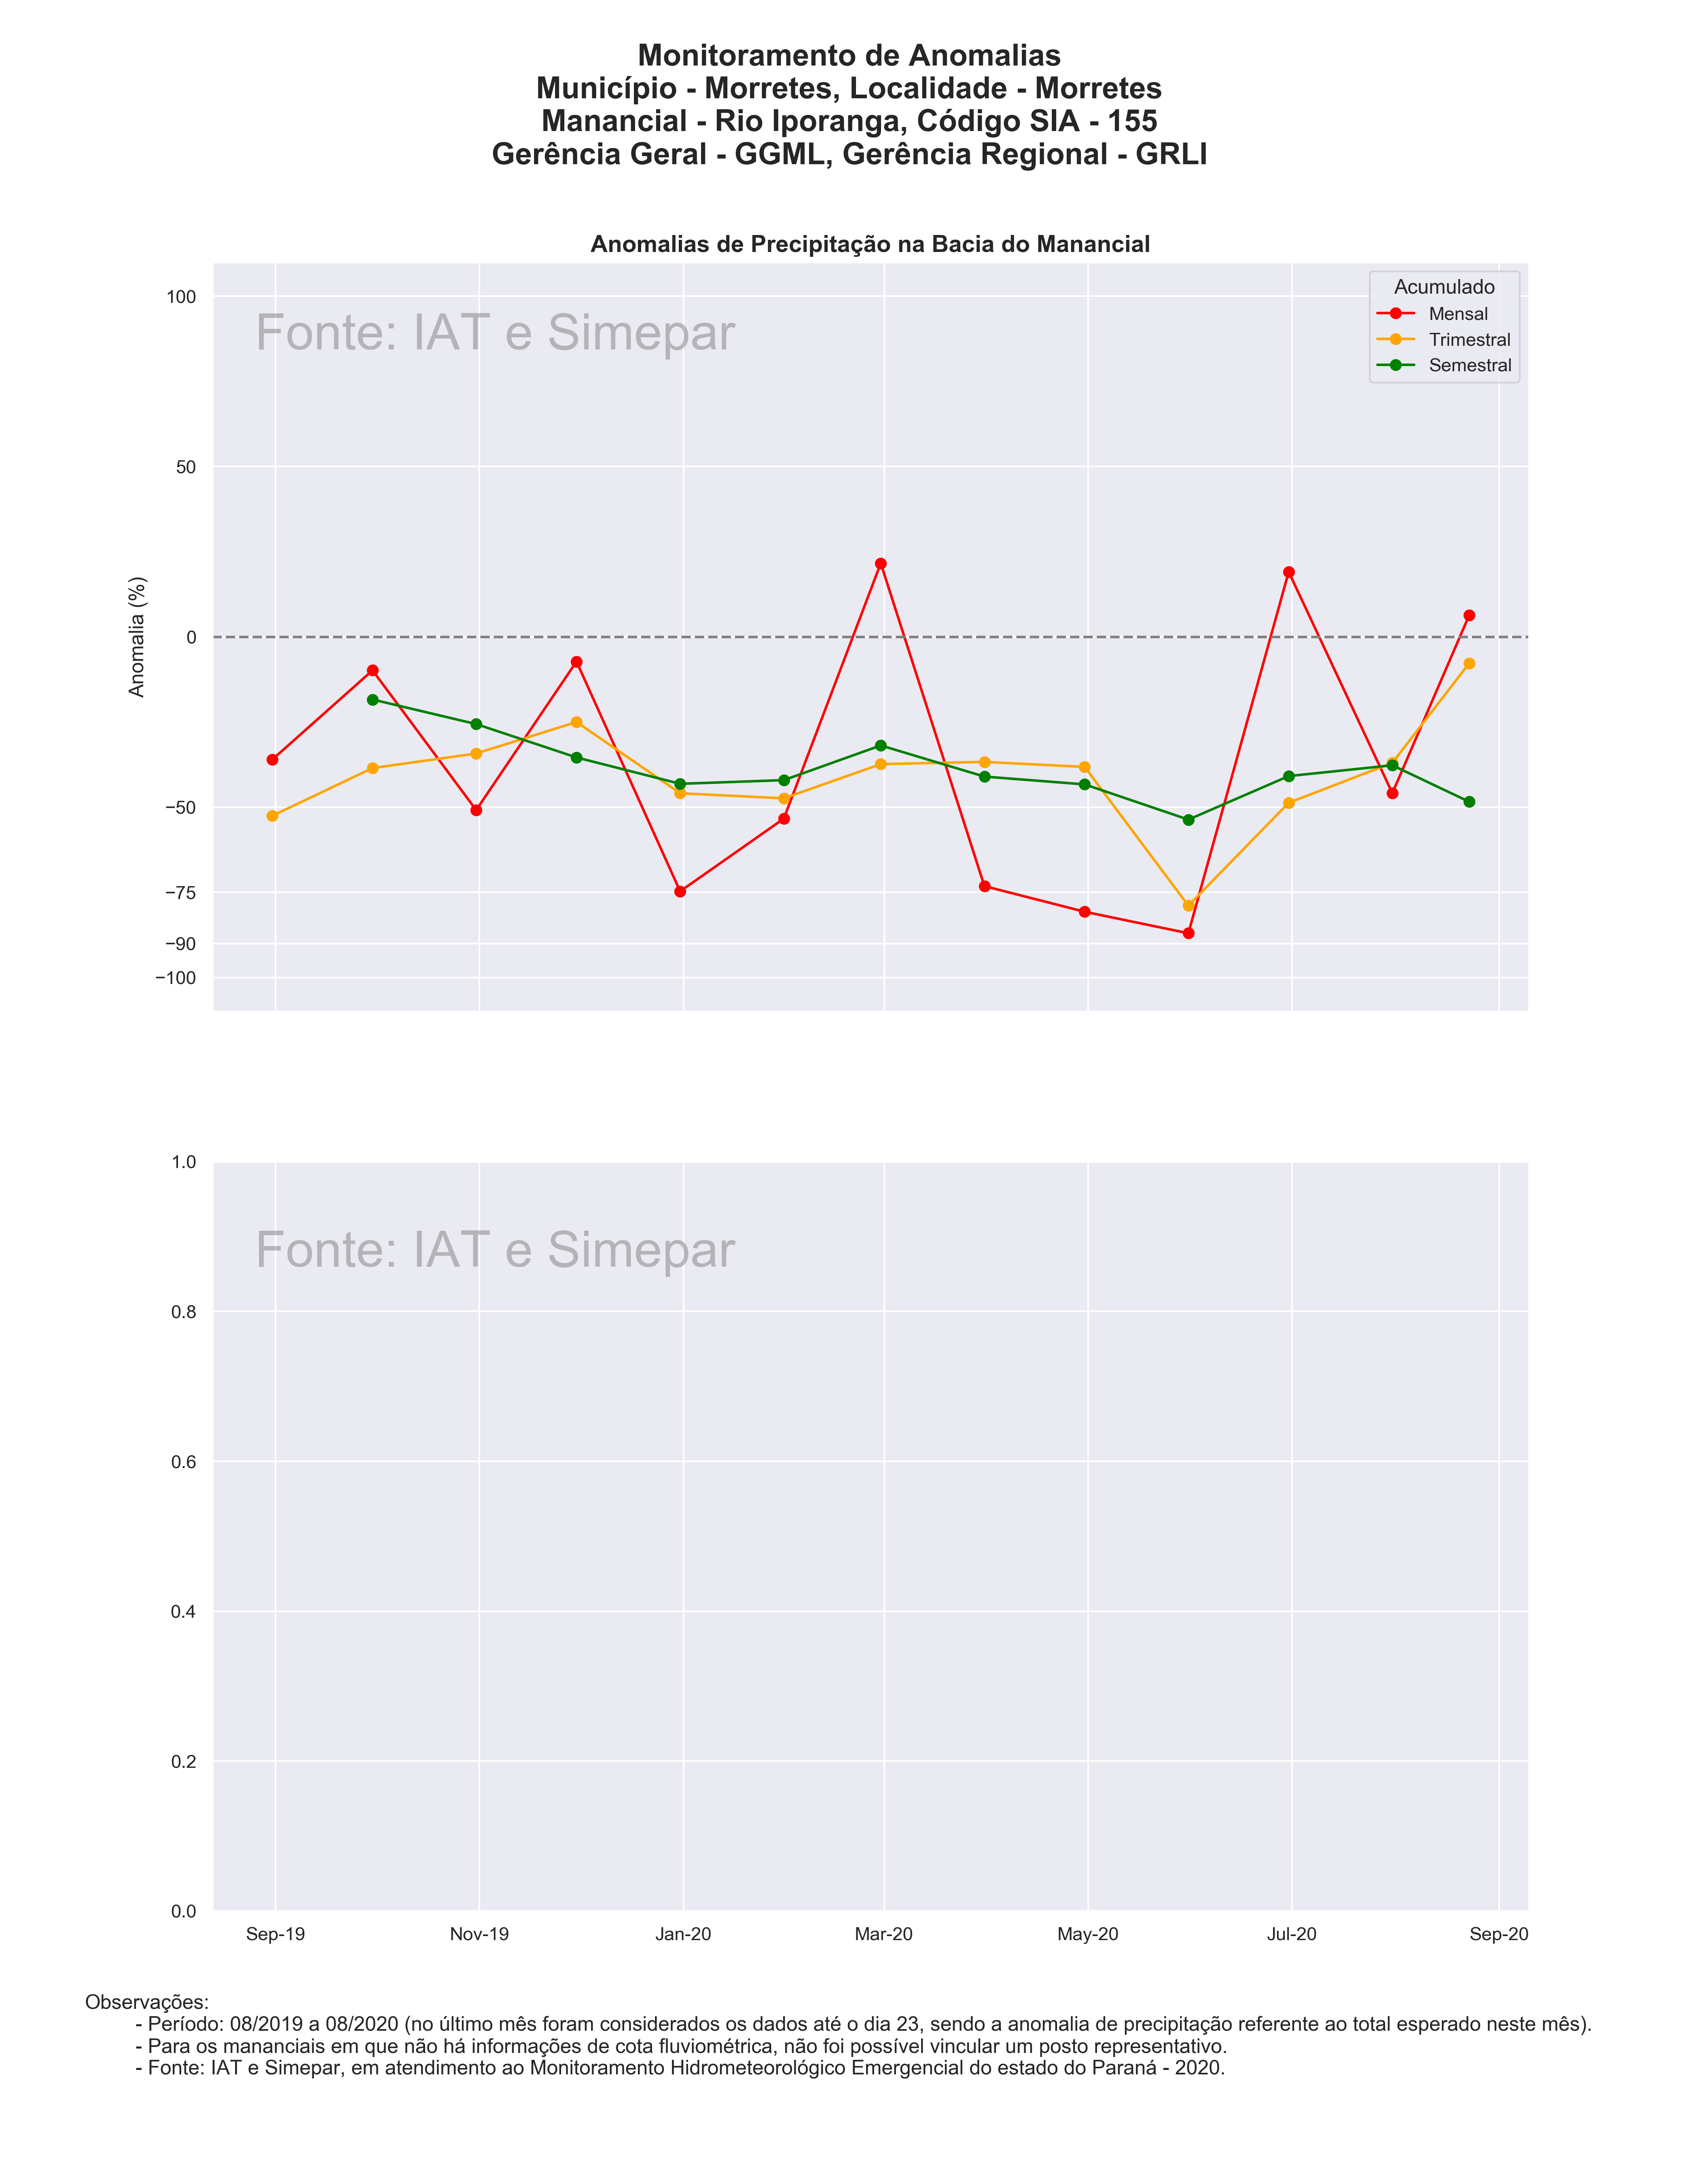 Monitoramento de Anomalias
Município - Morretes, Localidade - Morretes
Manancial - Rio Iporanga, Código SIA - 155
Gerência Geral - GGML, Gerência Regional - GRLI
Anomalias de Precipitação na Bacia do Manancial
Fonte: IAT e Simepar
Acumulado
Mensal
Trimestral
Semestral
Anomalia (%)
100
50
0
−50
−75
−90
−100
Fonte: IAT e Simepar
1.0
0.8
0.6
0.4
0.2
0.0
Sep-19 Nov-19 Jan-20 Mar-20 May-20 Jul-20 Sep-20
Observações:
- Período: 08/2019 a 08/2020 (no último mês foram considerados os dados até o dia 23, sendo a anomalia de precipitação referente ao total esperado neste mês).
- Para os mananciais em que não há informações de cota fluviométrica, não foi possível vincular um posto representativo.
- Fonte: IAT e Simepar, em atendimento ao Monitoramento Hidrometeorológico Emergencial do estado do Paraná - 2020.